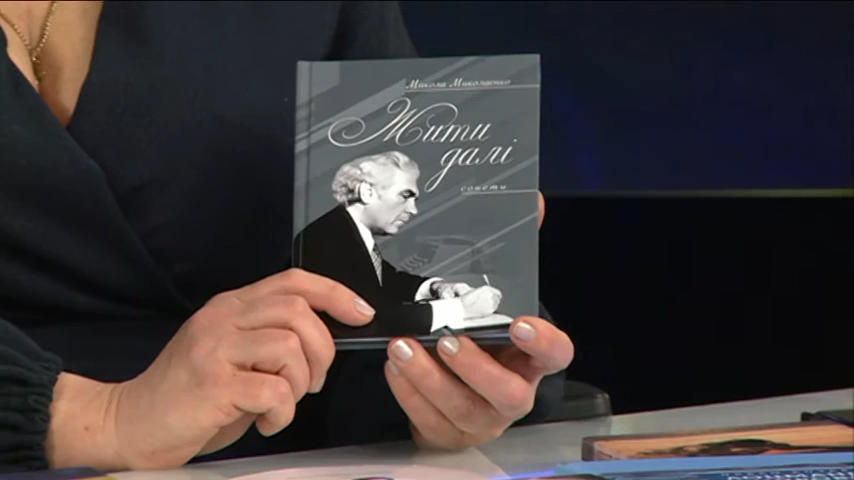 Микола Миколаєнко
Жити
далі
сонети